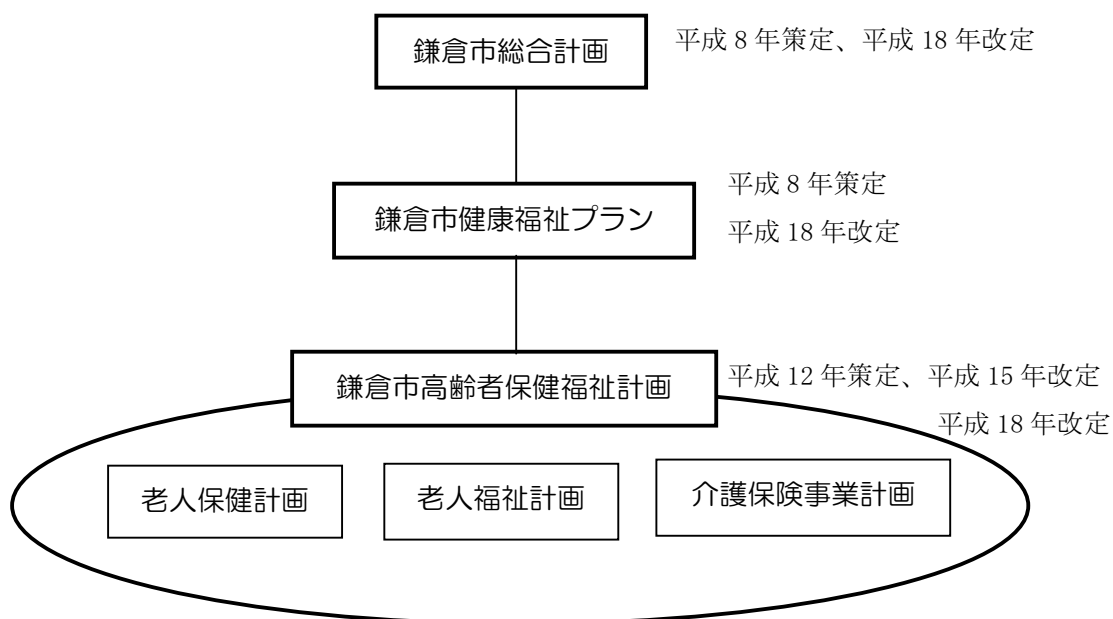 鎌倉市総合計画
平成 8 年策定、平成 18 年改定
鎌倉市健康福祉プラン
平成 8 年策定
平成 18 年改定
鎌倉市高齢者保健福祉計画
平成 12 年策定、平成 15 年改定
平成 18 年改定
老人保健計画
老人福祉計画
介護保険事業計画